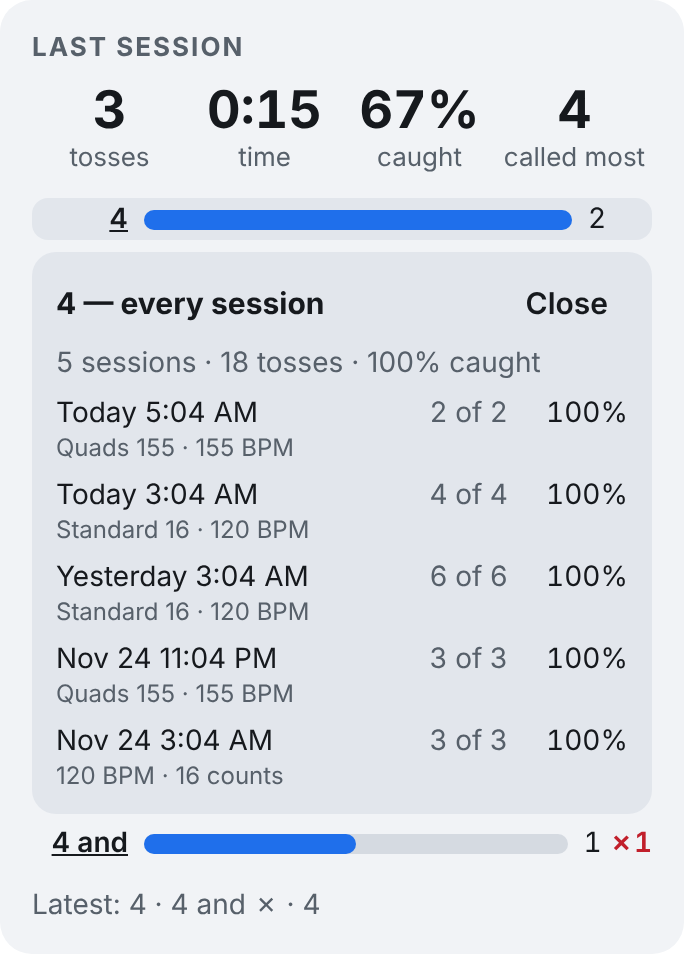 LAST SESSION
3 0:15 67% 4
tosses time caught called most
4 2
4 — every session Close
5 sessions · 18 tosses · 100% caught
Today 5:04 AM 2 of 2 100%
Quads 155 · 155 BPM
Today 3:04 AM 4 of 4 100%
Standard 16 · 120 BPM
Yesterday 3:04 AM 6 of 6 100%
Standard 16 · 120 BPM
Nov 24 11:04 PM 3 of 3 100%
Quads 155 · 155 BPM
Nov 24 3:04 AM 3 of 3 100%
120 BPM · 16 counts
4 and 1 ×1
Latest: 4 · 4 and × · 4